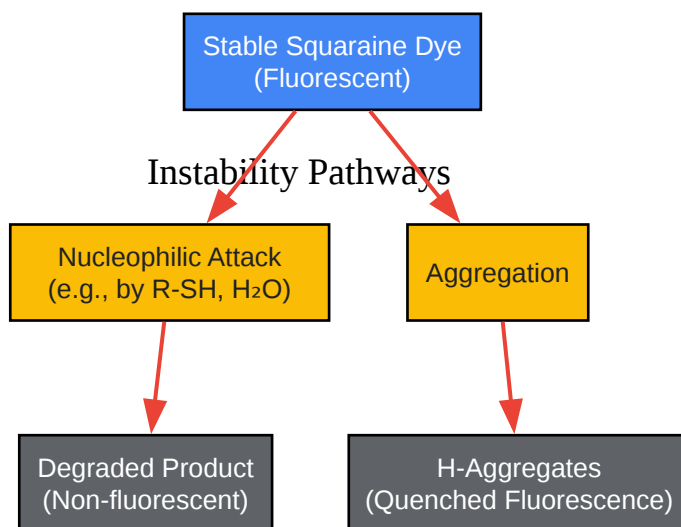 Stable Squaraine Dye
(Fluorescent)
Instability Pathways
Nucleophilic Attack
(e.g., by R-SH, H₂O)
Aggregation
Degraded Product
(Non-fluorescent)
H-Aggregates
(Quenched Fluorescence)